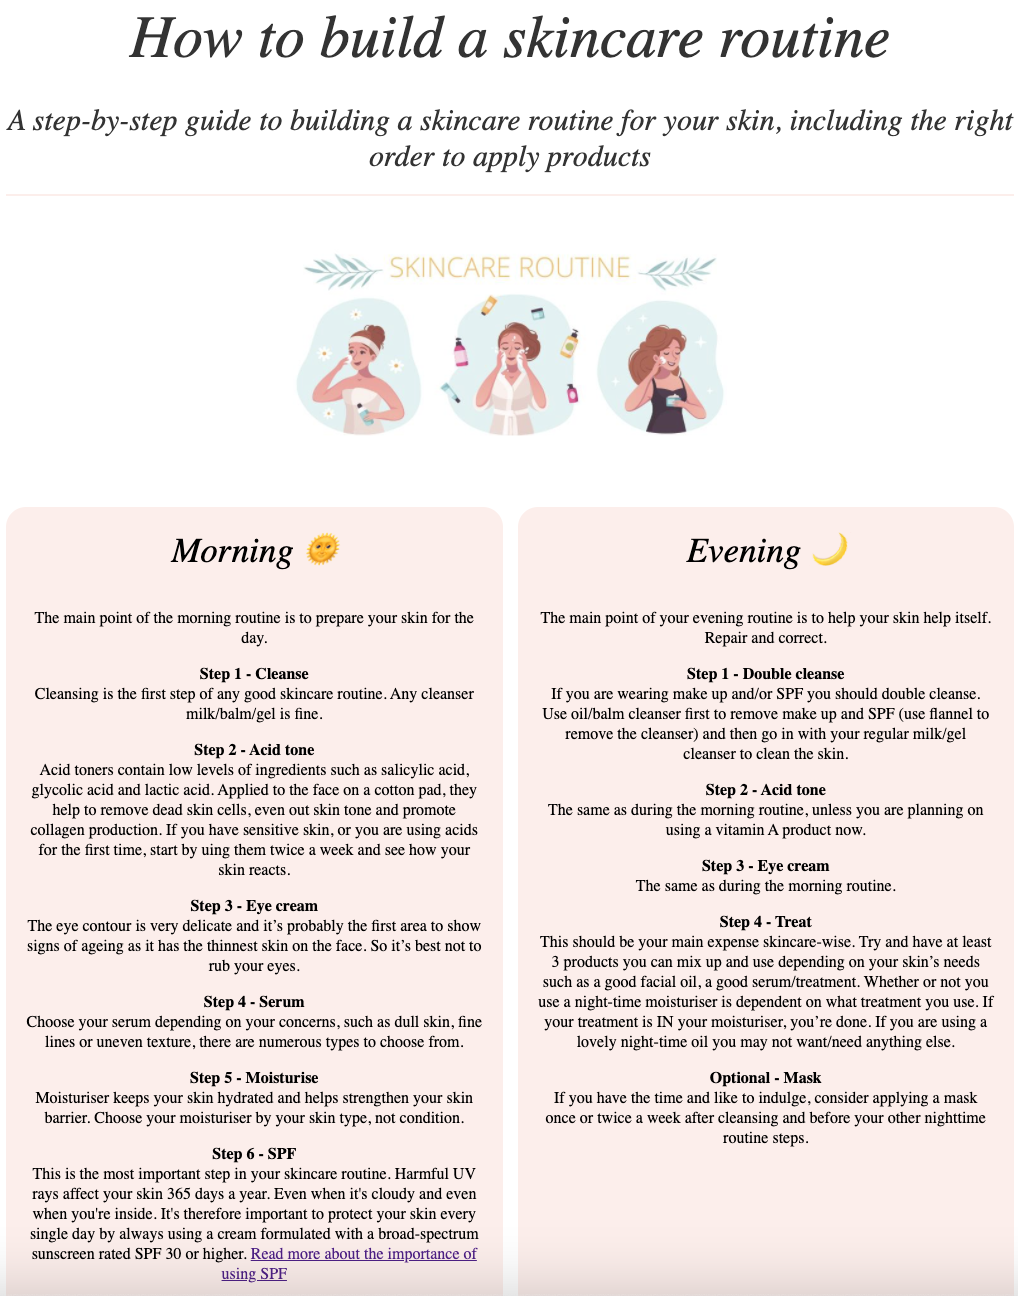 How to build a skincare routine
A step-by-step guide to building a skincare routine for your skin, including the right
order to apply products
SKINCARE ROUTINE
Morning 🌞
The main point of the morning routine is to prepare your skin for the
day.
Step 1 - Cleanse
Cleansing is the first step of any good skincare routine. Any cleanser
milk/balm/gel is fine.
Step 2 - Acid tone
Acid toners contain low levels of ingredients such as salicylic acid,
glycolic acid and lactic acid. Applied to the face on a cotton pad, they
help to remove dead skin cells, even out skin tone and promote
collagen production. If you have sensitive skin, or you are using acids
for the first time, start by uing them twice a week and see how your
skin reacts.
Step 3 - Eye cream
The eye contour is very delicate and it’s probably the first area to show
signs of ageing as it has the thinnest skin on the face. So it’s best not to
rub your eyes.
Step 4 - Serum
Choose your serum depending on your concerns, such as dull skin, fine
lines or uneven texture, there are numerous types to choose from.
Step 5 - Moisturise
Moisturiser keeps your skin hydrated and helps strengthen your skin
barrier. Choose your moisturiser by your skin type, not condition.
Step 6 - SPF
This is the most important step in your skincare routine. Harmful UV
rays affect your skin 365 days a year. Even when it's cloudy and even
when you're inside. It's therefore important to protect your skin every
single day by always using a cream formulated with a broad-spectrum
sunscreen rated SPF 30 or higher. Read more about the importance of
using SPF
Evening 🌙
The main point of your evening routine is to help your skin help itself.
Repair and correct.
Step 1 - Double cleanse
If you are wearing make up and/or SPF you should double cleanse.
Use oil/balm cleanser first to remove make up and SPF (use flannel to
remove the cleanser) and then go in with your regular milk/gel
cleanser to clean the skin.
Step 2 - Acid tone
The same as during the morning routine, unless you are planning on
using a vitamin A product now.
Step 3 - Eye cream
The same as during the morning routine.
Step 4 - Treat
This should be your main expense skincare-wise. Try and have at least
3 products you can mix up and use depending on your skin’s needs
such as a good facial oil, a good serum/treatment. Whether or not you
use a night-time moisturiser is dependent on what treatment you use. If
your treatment is IN your moisturiser, you’re done. If you are using a
lovely night-time oil you may not want/need anything else.
Optional - Mask
If you have the time and like to indulge, consider applying a mask
once or twice a week after cleansing and before your other nighttime
routine steps.